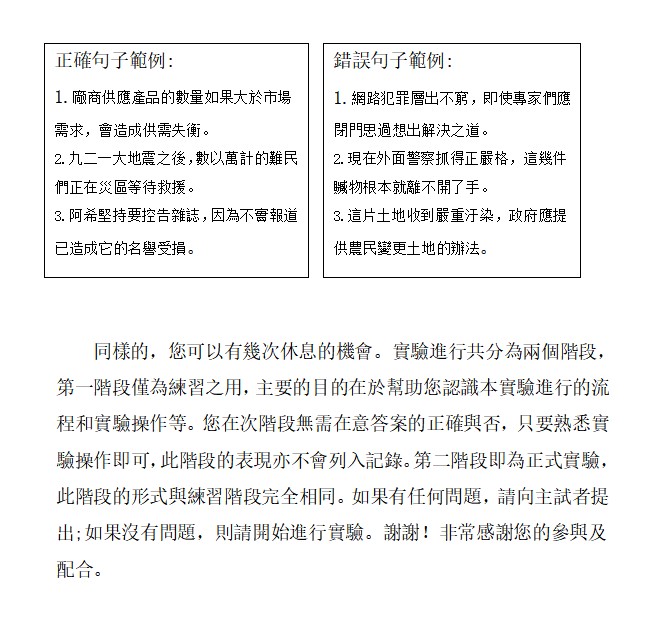 正確句子範例:
1. 廠商供應產品的數量如果大於市場
需求，會造成供需失衡。
2. 九二一大地震之後，數以萬計的難民
們正在災區等待救援。
3. 阿希堅持要控告雜誌，因為不實報道
已造成它的名譽受損。
錯誤句子範例:
1. 網路犯罪層出不窮，即使專家們應
閉門思過想出解決之道。
2. 現在外面警察抓得正嚴格，這幾件
贓物根本就離不開了手。
3. 這片土地收到嚴重汙染，政府應提
供農民變更土地的辦法。
同樣的，您可以有幾次休息的機會。實驗進行共分為兩個階段，
第一階段僅為練習之用，主要的目的在於幫助您認識本實驗進行的流
程和實驗操作等。您在次階段無需在意答案的正確與否，只要熟悉實
驗操作即可，此階段的表現亦不會列入記錄。第二階段即為正式實驗，
此階段的形式與練習階段完全相同。如果有任何問題，請向主試者提
出;如果沒有問題，則請開始進行實驗。謝謝！非常感謝您的參與及
配合。